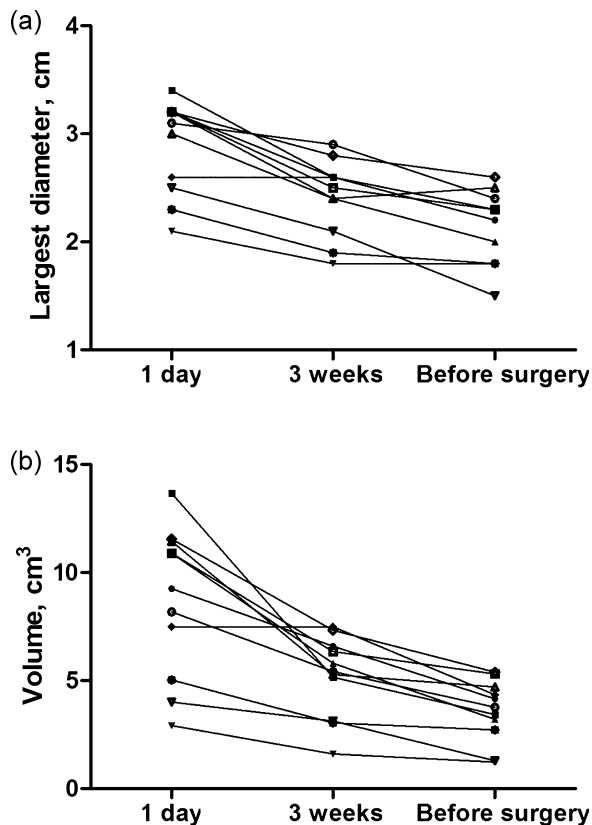 (a)
4
3
2
1
Largest diameter, cm
1 day 3 weeks Before surgery
(b)
15
10
5
0
Volume, cm³
1 day 3 weeks Before surgery